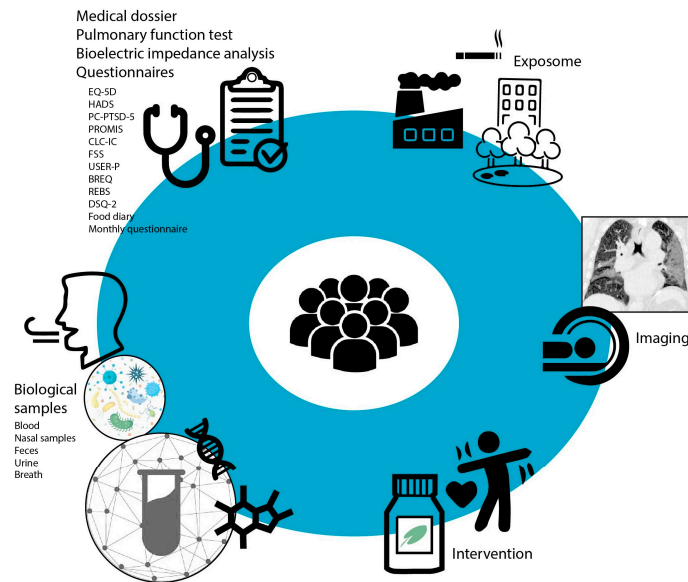 Medical dossier
Pulmonary function test
Bioelectric impedance analysis
Questionnaires
EQ-5D
HADS
PC-PTSD-5
PROMIS
CLC-IC
FSS
USER-P
BREQ
REBS
DSQ-2
Food diary
Monthly questionnaire
Exposome
Imaging
Biological
samples
Blood
Nasal samples
Feces
Urine
Breath
Intervention